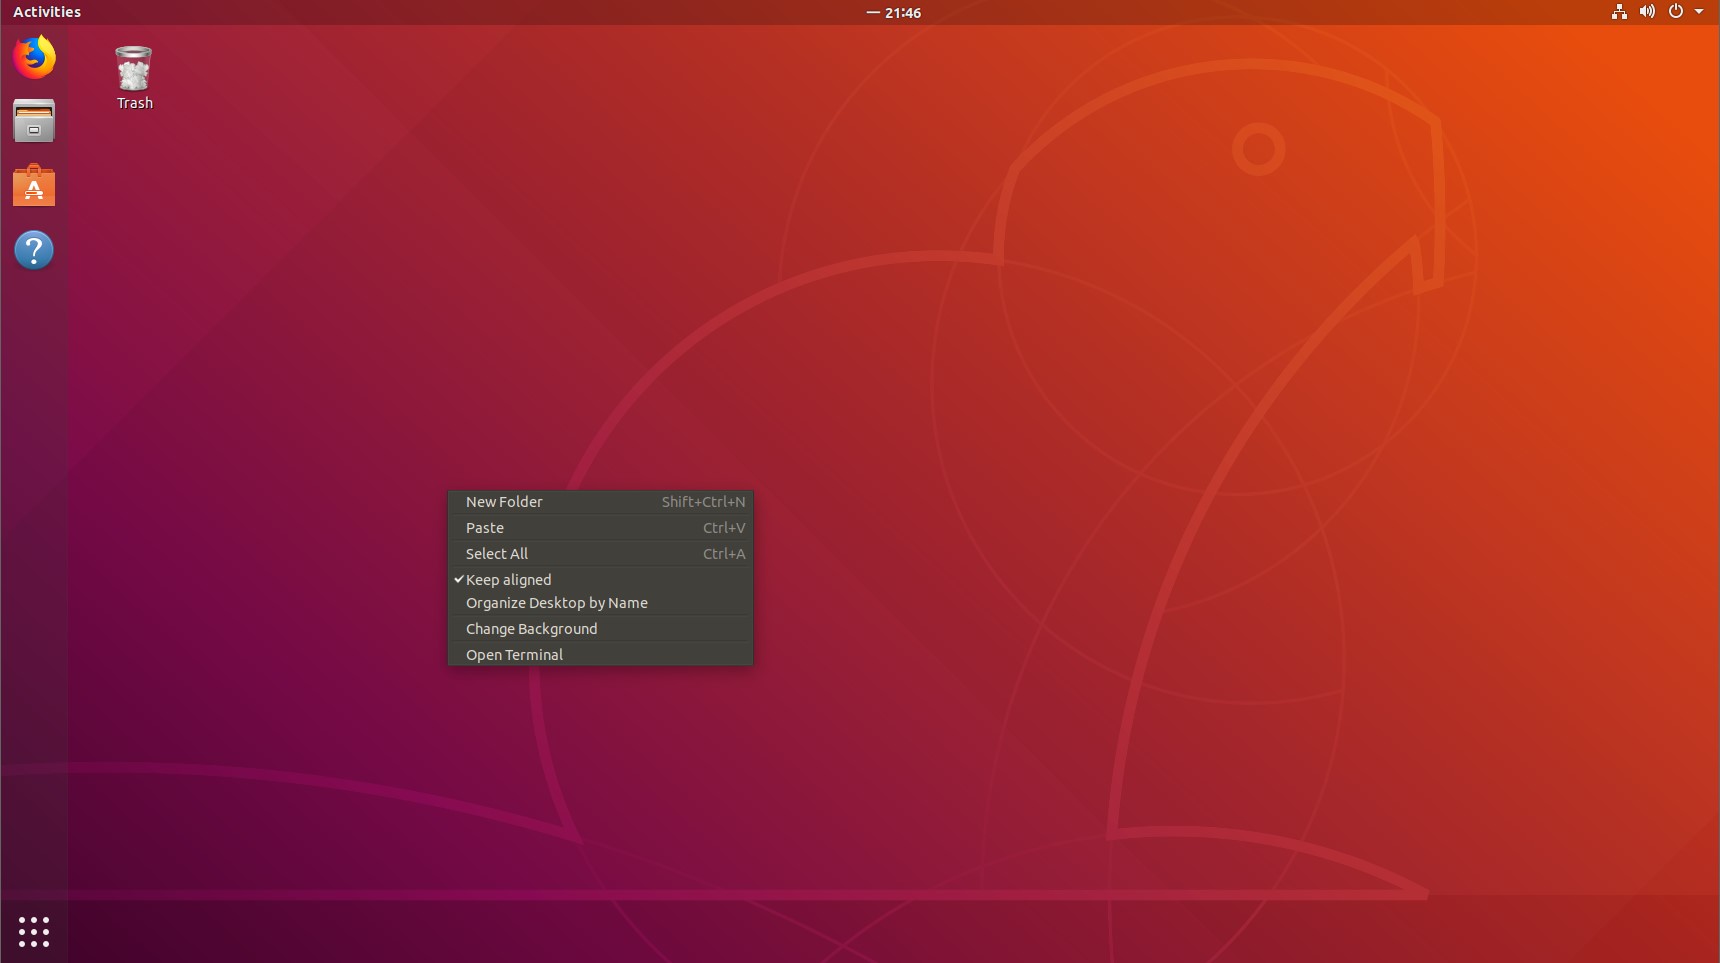 Activities
— 21:46
Trash
New Folder Shift+Ctrl+N
Paste Ctrl+V
Select All Ctrl+A
Keep aligned
Organize Desktop by Name
Change Background
Open Terminal